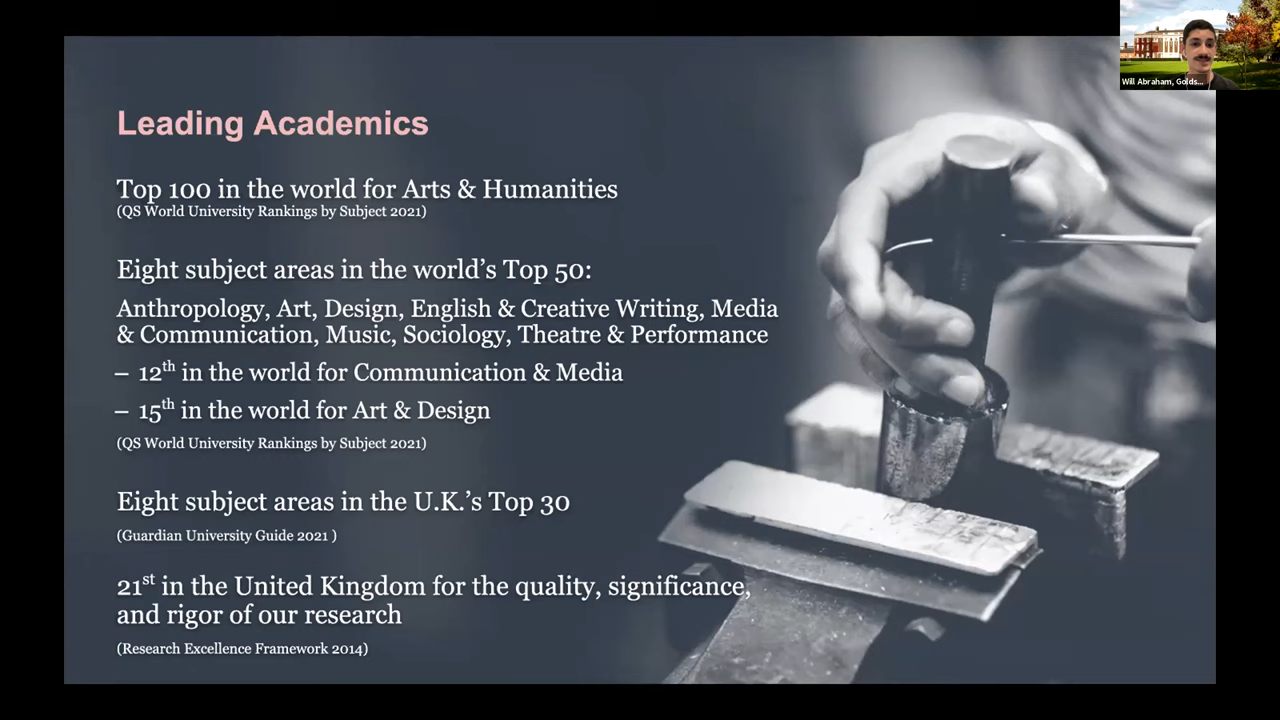 Will Abraham, Golds...
Leading Academics
Top 100 in the world for Arts & Humanities
(QS World University Rankings by Subject 2021)
Eight subject areas in the world's Top 50:
Anthropology, Art, Design, English & Creative Writing, Media
& Communication, Music, Sociology, Theatre & Performance
– 12th in the world for Communication & Media
– 15th in the world for Art & Design
(QS World University Rankings by Subject 2021)
Eight subject areas in the U.K.'s Top 30
(Guardian University Guide 2021 )
21st in the United Kingdom for the quality, significance,
and rigor of our research
(Research Excellence Framework 2014)